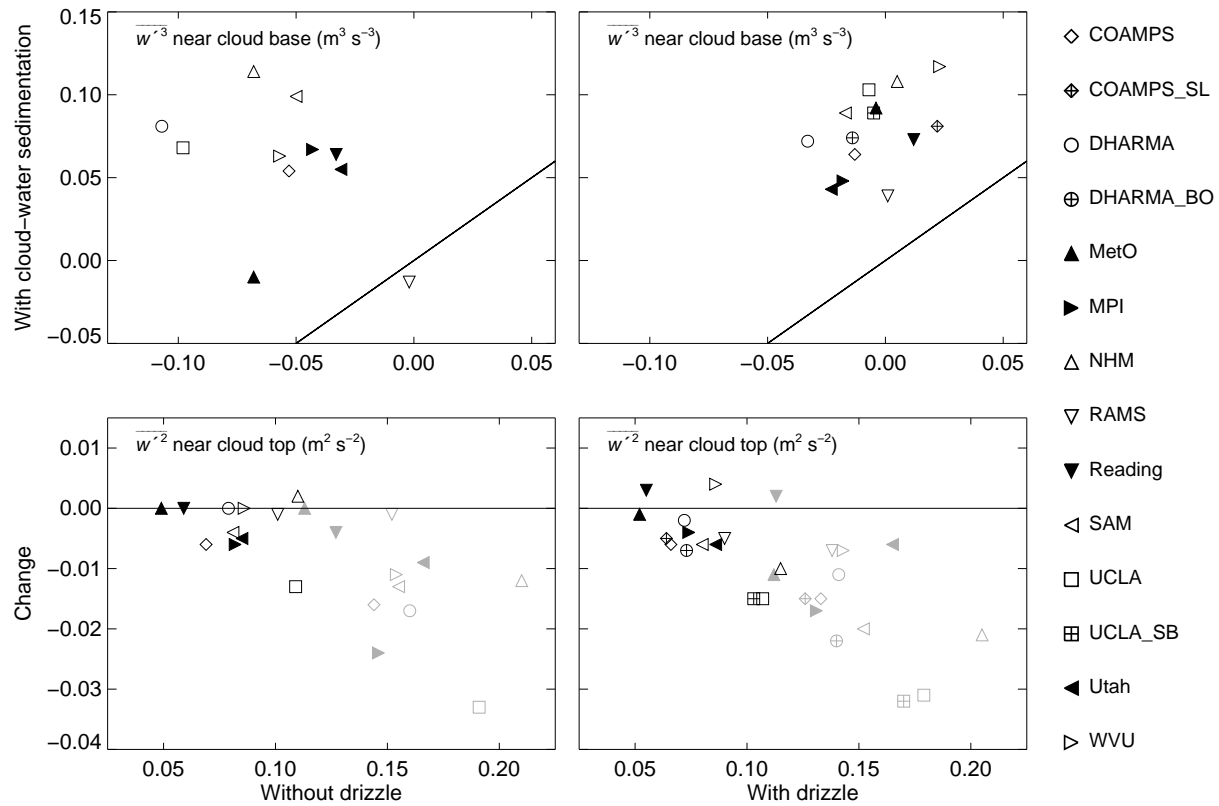 w′³ near cloud base (m³ s⁻³)
w′³ near cloud base (m³ s⁻³)
With cloud−water sedimentation
0.15
0.10
0.05
0.00
−0.05
−0.10 −0.05 0.00 0.05
−0.10 −0.05 0.00 0.05
w′² near cloud top (m² s⁻²)
w′² near cloud top (m² s⁻²)
Change
0.01
0.00
−0.01
−0.02
−0.03
−0.04
0.05 0.10 0.15 0.20
0.05 0.10 0.15 0.20
Without drizzle
With drizzle
COAMPS
COAMPS_SL
DHARMA
DHARMA_BO
MetO
MPI
NHM
RAMS
Reading
SAM
UCLA
UCLA_SB
Utah
WVU